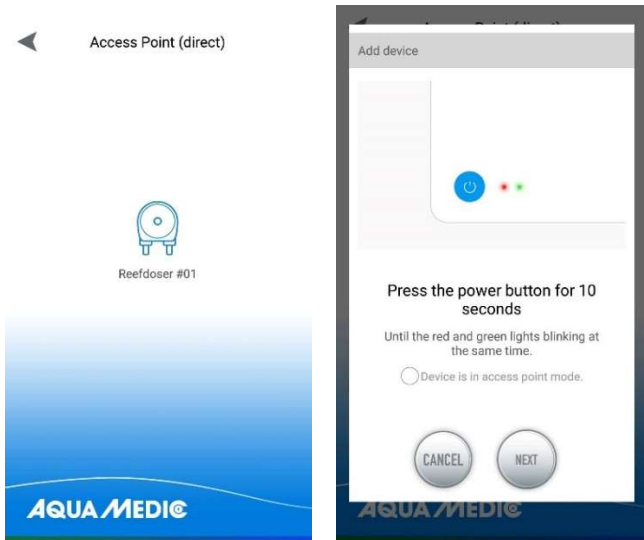 Access Point (direct)
Reefdoser #01
AQUA MEDIC
Add device
Press the power button for 10
seconds
Until the red and green lights blinking at
the same time.
Device is in access point mode.
CANCEL
NEXT
AQUA MEDIC